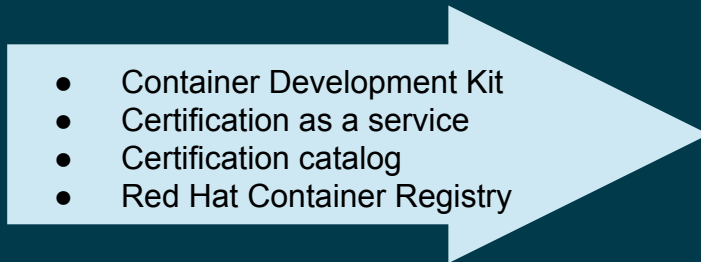 ● Container Development Kit
● Certification as a service
● Certification catalog
● Red Hat Container Registry